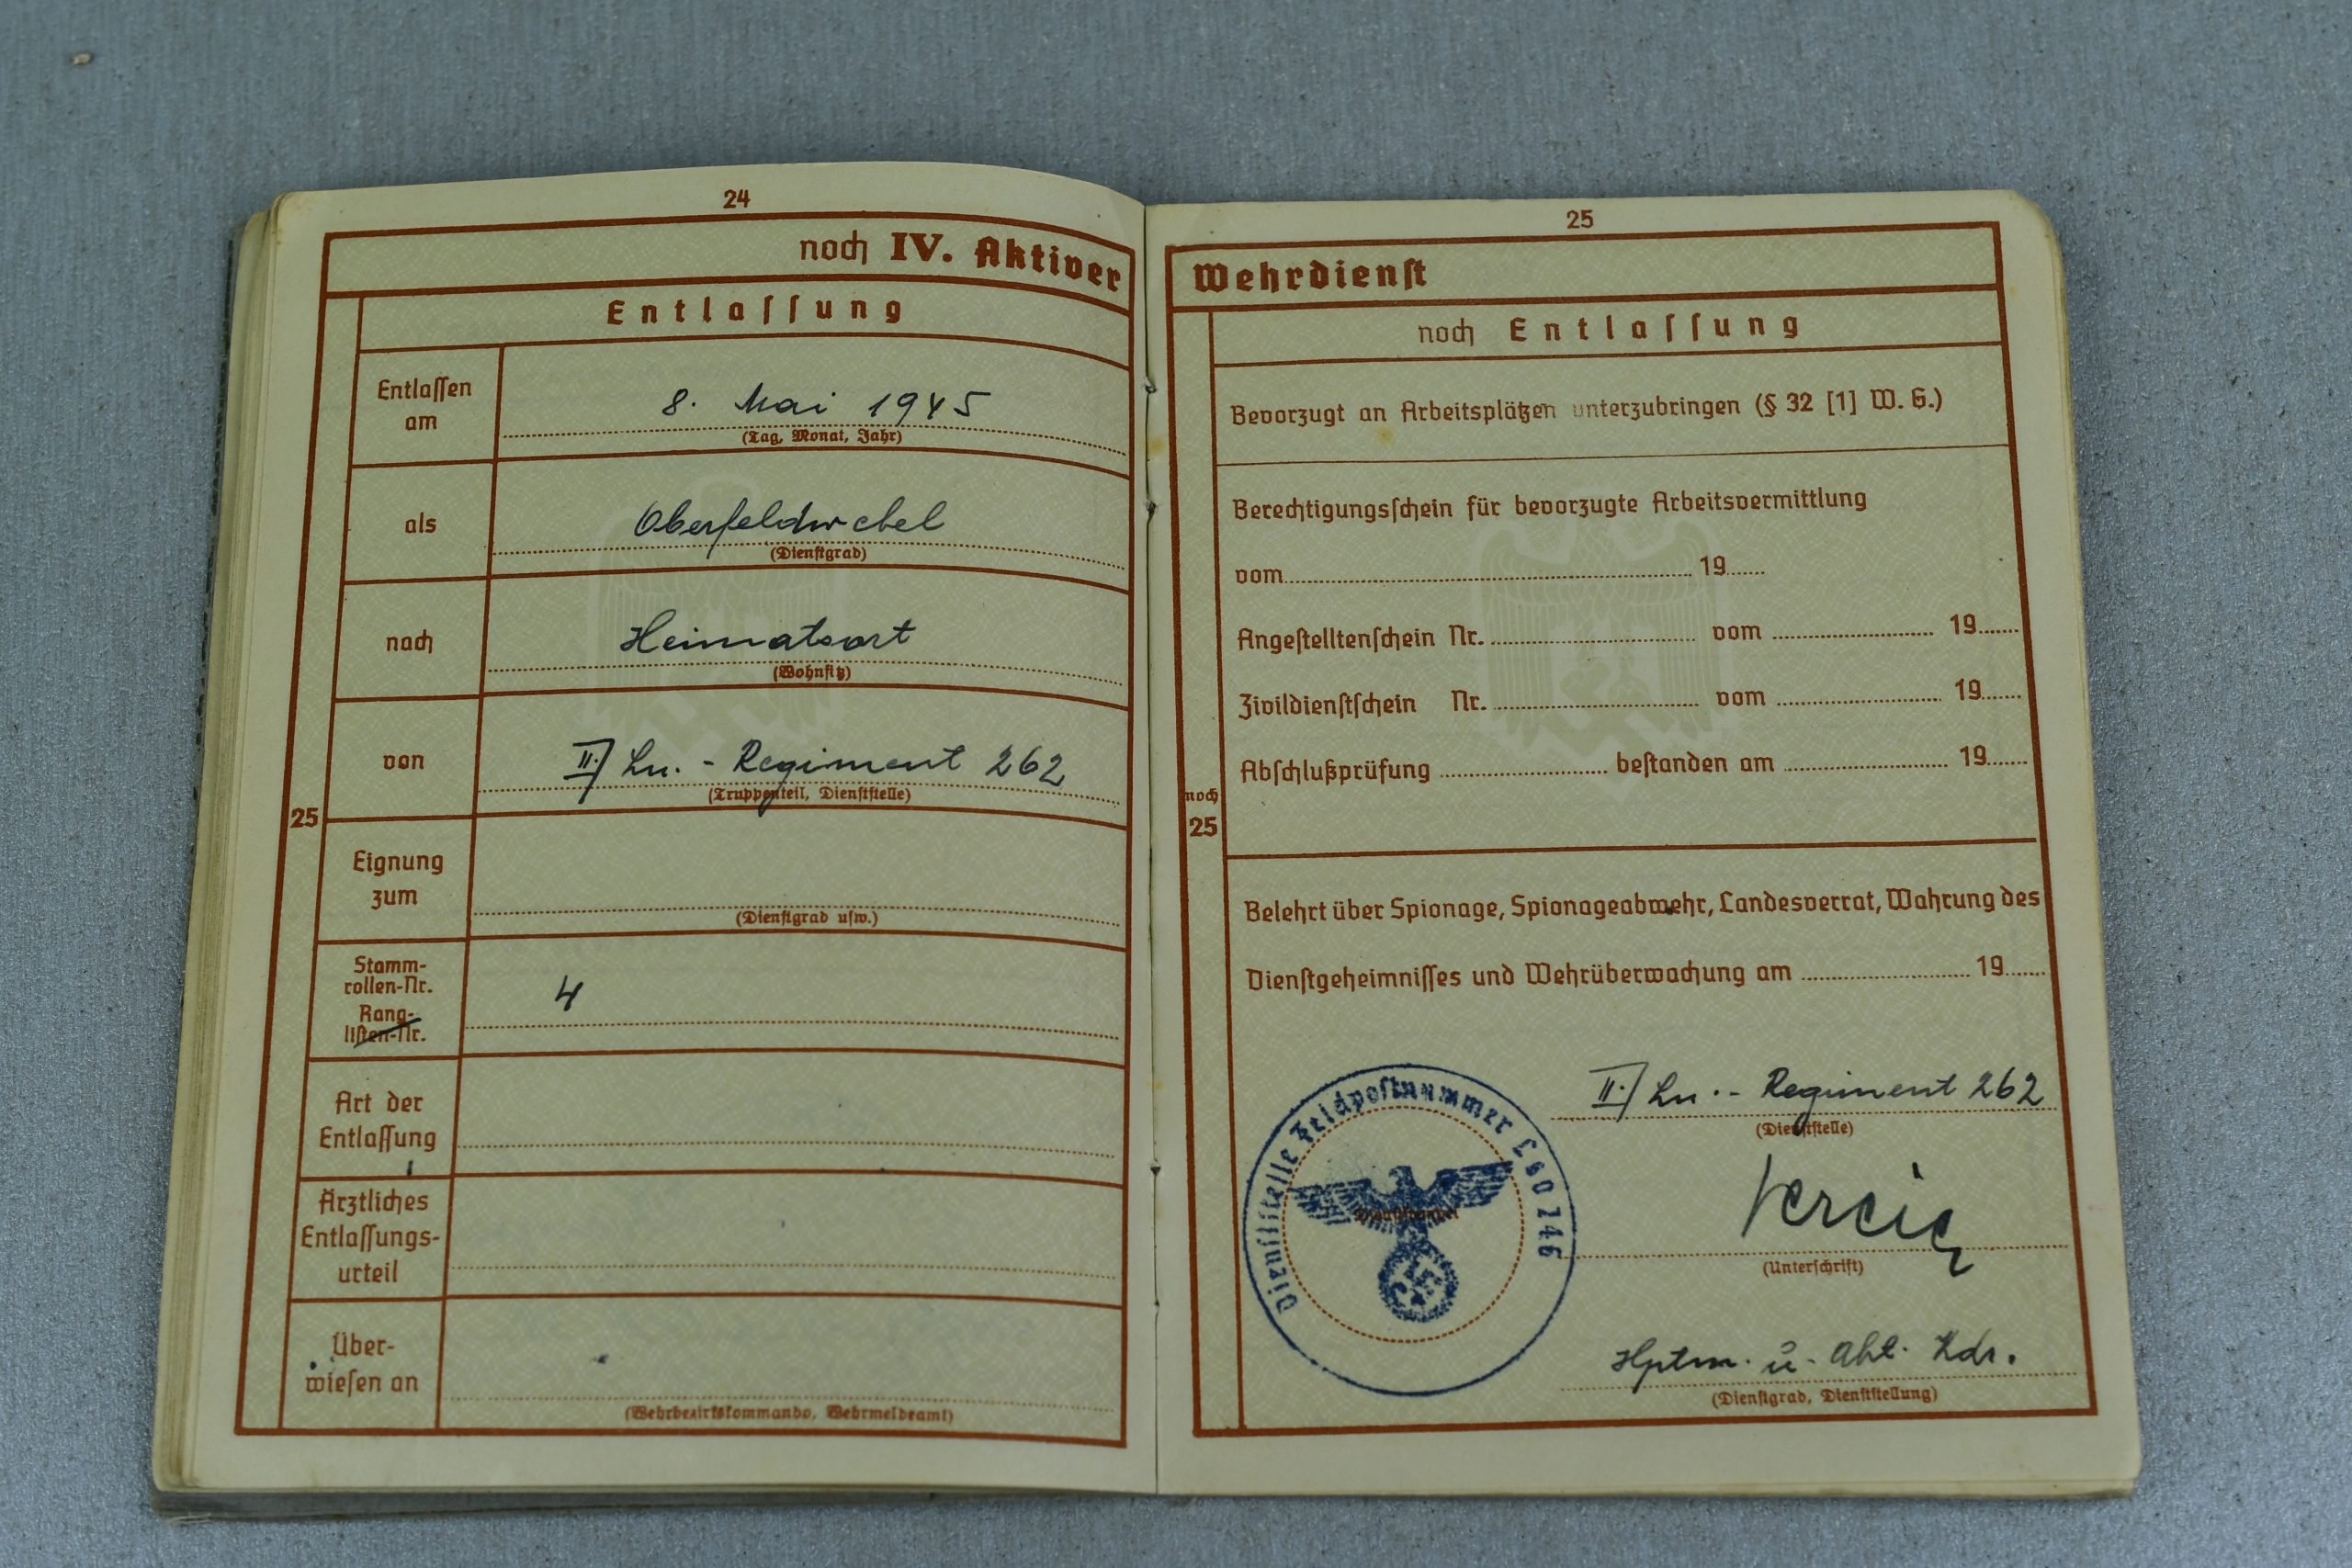 24
noch IV. Aktiver
Entlassung
Entlassen am
8. Mai 1945
(Tag, Monat, Jahr)
als
Oberfeldwebel
(Dienstgrad)
nach
Heimatsort
(Wohnsitz)
von
II./ Ln. - Regiment 262
(Truppenteil, Dienststelle)
25
Eignung zum
(Dienstgrad usw.)
Stamm-
rollen-Nr.
Rang-
listen-Nr.
4
Art der
Entlassung
Ärztliches
Entlassungs-
urteil
Über-
wiesen an
(Wehrbezirkskommando, Wehrmeldeamt)
25
Wehrdienst
noch Entlassung
Bevorzugt an Arbeitsplätzen unterzubringen (§ 32 [1] W. G.)
Berechtigungsschein für bevorzugte Arbeitsvermittlung
vom 19
Angestelltenschein Nr. vom 19
Zivildienstschein Nr. vom 19
Abschlußprüfung bestanden am 19
noch
25
Belehrt über Spionage, Spionageabwehr, Landesverrat, Wahrung des
Dienstgeheimnisses und Wehrüberwachung am 19
Dienststelle Feldpostnummer
II./ Ln. - Regiment 262
(Dienststelle)
(Unterschrift)
Hptm. u. Abt. Kdr.
(Dienstgrad, Dienststellung)